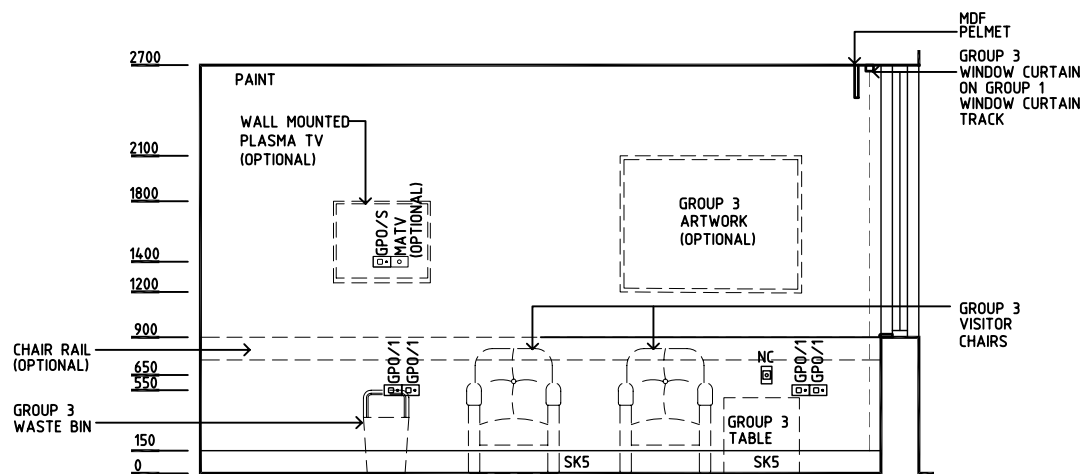 MDF
PELMET
GROUP 3
WINDOW CURTAIN
ON GROUP 1
WINDOW CURTAIN
TRACK
2700
PAINT
WALL MOUNTED
PLASMA TV
(OPTIONAL)
2100
1800
GPO/S
MATV
(OPTIONAL)
GROUP 3
ARTWORK
(OPTIONAL)
1400
1200
GROUP 3
VISITOR
CHAIRS
900
CHAIR RAIL
(OPTIONAL)
650
550
GPO/1
GPO/1
NC
GPO/1
GPO/1
GROUP 3
WASTE BIN
GROUP 3
TABLE
150
0
SK5
SK5